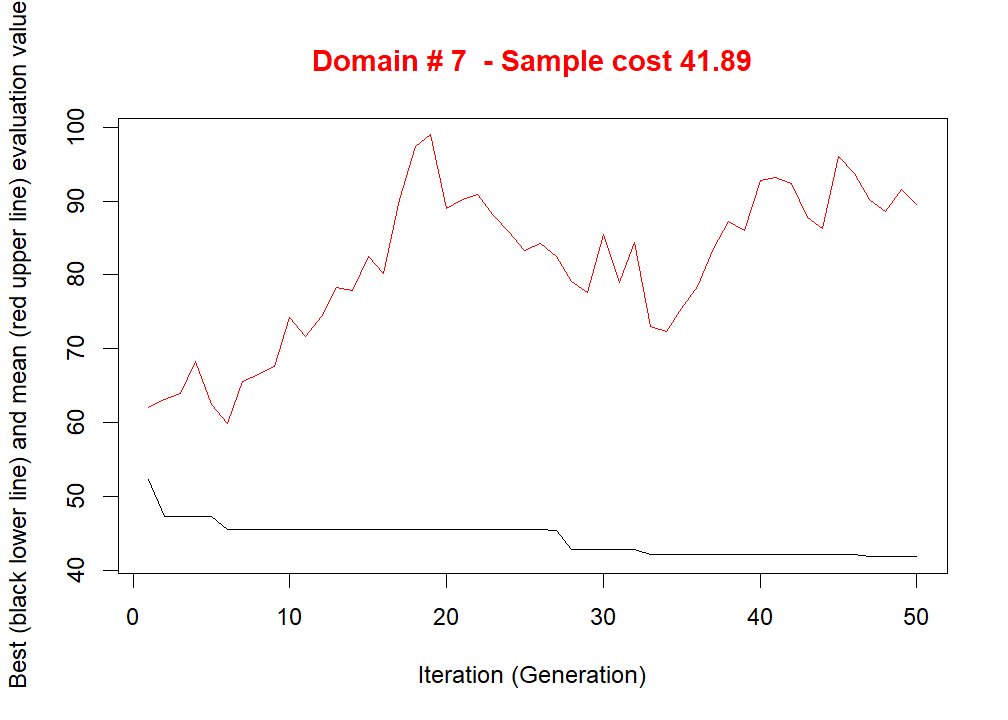 Domain # 7  - Sample cost 41.89
Best (black lower line) and mean (red upper line) evaluation value
100
90
80
70
60
50
40
0 10 20 30 40 50
Iteration (Generation)